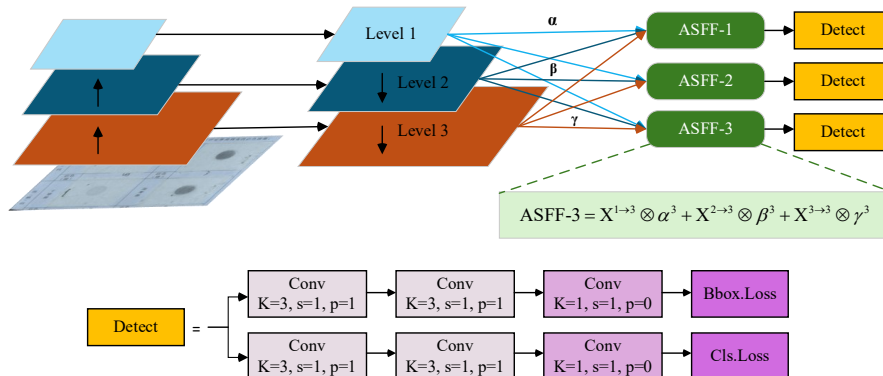 α
Level 1
ASFF-1
Detect
β
Level 2
ASFF-2
Detect
γ
Level 3
ASFF-3
Detect
ASFF-3 = X^{1→3} ⊗ α^3 + X^{2→3} ⊗ β^3 + X^{3→3} ⊗ γ^3
Detect
=
Conv
K=3, s=1, p=1
Conv
K=3, s=1, p=1
Conv
K=1, s=1, p=0
Bbox.Loss
Conv
K=3, s=1, p=1
Conv
K=3, s=1, p=1
Conv
K=1, s=1, p=0
Cls.Loss